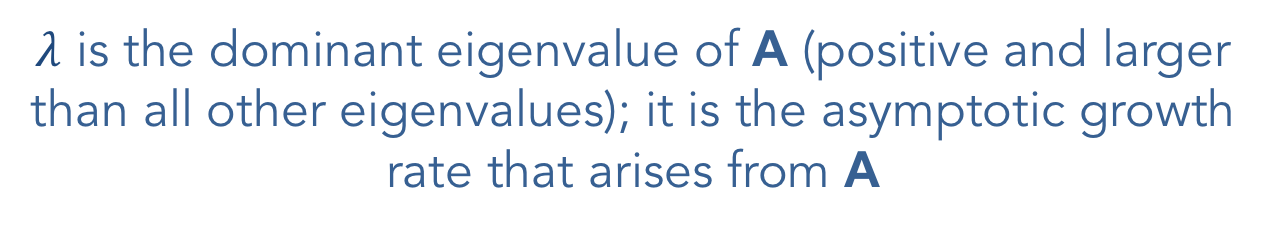 λ is the dominant eigenvalue of A (positive and larger
than all other eigenvalues); it is the asymptotic growth
rate that arises from A